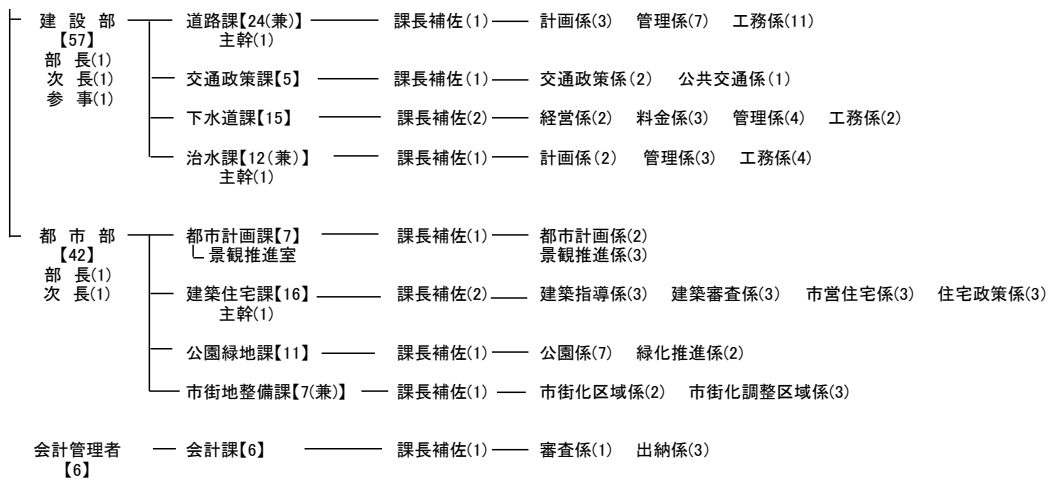 建設部 道路課【24(兼)】 課長補佐(1) 計画係(3) 管理係(7) 工務係(11)
【57】 主幹(1)
部長(1)
次長(1) 交通政策課【5】 課長補佐(1) 交通政策係(2) 公共交通係(1)
参事(1)
下水道課【15】 課長補佐(2) 経営係(2) 料金係(3) 管理係(4) 工務係(2)
治水課【12(兼)】 課長補佐(1) 計画係(2) 管理係(3) 工務係(4)
主幹(1)
都市部 都市計画課【7】 課長補佐(1) 都市計画係(2)
【42】 景観推進室 景観推進係(3)
部長(1)
次長(1) 建築住宅課【16】 課長補佐(2) 建築指導係(3) 建築審査係(3) 市営住宅係(3) 住宅政策係(3)
主幹(1)
公園緑地課【11】 課長補佐(1) 公園係(7) 緑化推進係(2)
市街地整備課【7(兼)】 課長補佐(1) 市街化区域係(2) 市街化調整区域係(3)
会計管理者 会計課【6】 課長補佐(1) 審査係(1) 出納係(3)
【6】